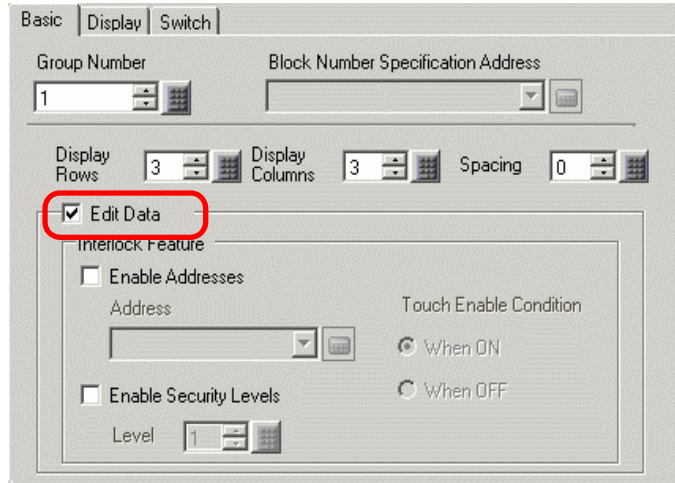 Basic Display Switch
Group Number Block Number Specification Address
1
Display Rows 3 Display Columns 3 Spacing 0
Edit Data
Interlock Feature
Enable Addresses
Address Touch Enable Condition
When ON
Enable Security Levels When OFF
Level 1